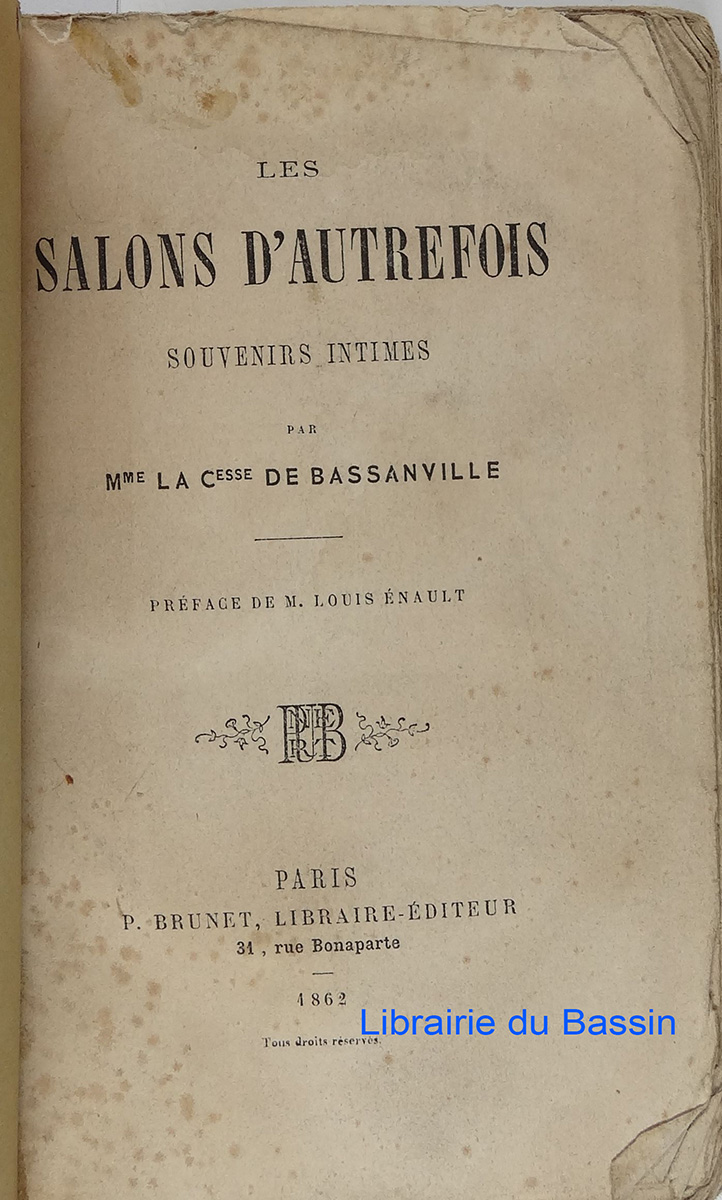 LES
SALONS D'AUTREFOIS
SOUVENIRS INTIMES
PAR
MME LA CESSE DE BASSANVILLE
PRÉFACE DE M. LOUIS ÉNAULT
PARIS
P. BRUNET, LIBRAIRE-ÉDITEUR
31, rue Bonaparte
1862
Librairie du Bassin
Tous droits réservés.